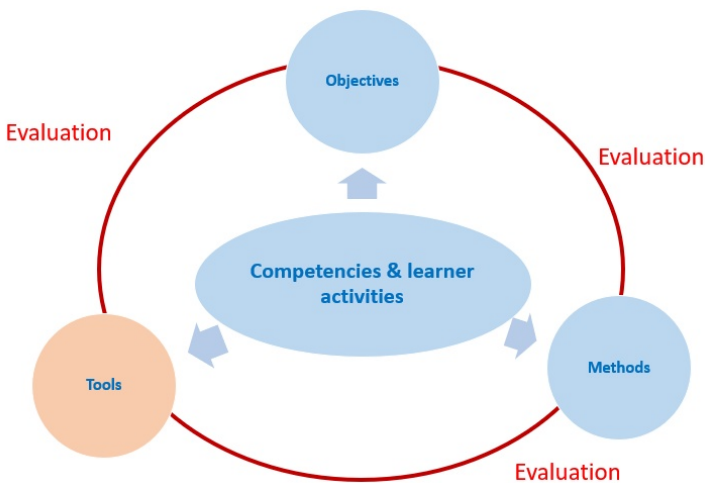 Objectives
Evaluation
Evaluation
Competencies & learner
activities
Tools
Methods
Evaluation